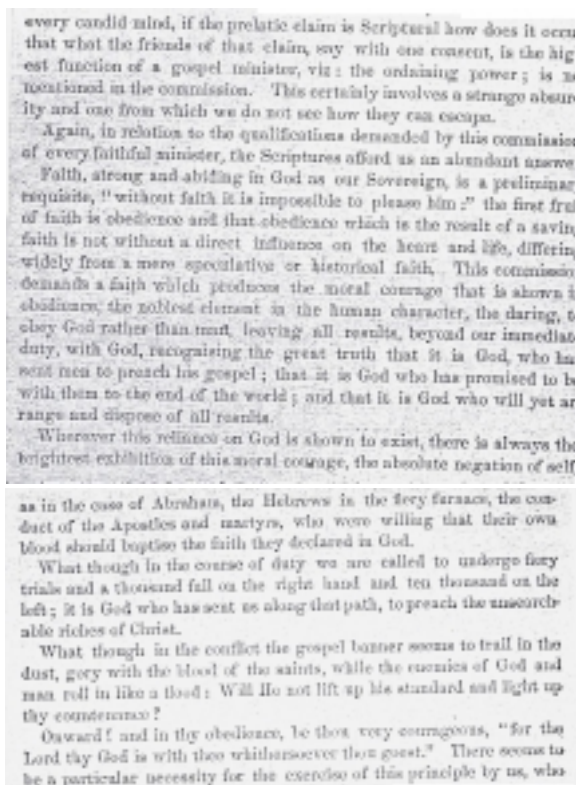 every candid mind, if the prelatic claim is Scriptural how does it occu
that what the friends of that claim, say with one consent, is the hig
est function of a gospel minister, viz: the ordaining power; is no
mentioned in the commission. This certainly involves a strange absurd
ity and one from which we do not see how they can escape.
Again, in relation to the qualifications demanded by this commission
of every faithful minister, the Scriptures afford us an abundant answe
Faith, strong and abiding in God as our Sovereign, is a preliminar
requisite, "without faith it is impossible to please him:" the first frui
of faith is obedience and that obedience which is the result of a saving
faith is not without a direct influence on the heart and life, differing
widely from a mere speculative or historical faith. This commissio
demands a faith which produces the moral courage that is shown i
obedience, the noblest element in the human character, the daring, t
obey God rather than man, leaving all results, beyond our immediate
duty, with God, recognising the great truth that it is God, who has
sent men to preach his gospel; that it is God who has promised to be
with them to the end of the world; and that it is God who will yet ar
range and dispose of all results.
Wherever this reliance on God is shown to exist, there is always the
brightest exhibition of this moral courage, the absolute negation of self
as in the case of Abraham, the Hebrews in the fiery furnace, the con-
duct of the Apostles and martyrs, who were willing that their own
blood should baptise the faith they declared in God.
What though in the course of duty we are called to undergo fiery
trials and a thousand fall on the right hand and ten thousand on the
left; it is God who has sent us along that path, to preach the unsearch-
able riches of Christ.
What though in the conflict the gospel banner seems to trail in the
dust, gory with the blood of the saints, while the enemies of God and
man roll in like a flood: Will He not lift up his standard and light up
thy countenance?
Onward! and in thy obedience, be thou very courageous, "for the
Lord thy God is with thee whithersoever thou goest." There seems to
be a particular necessity for the exercise of this principle by us, who